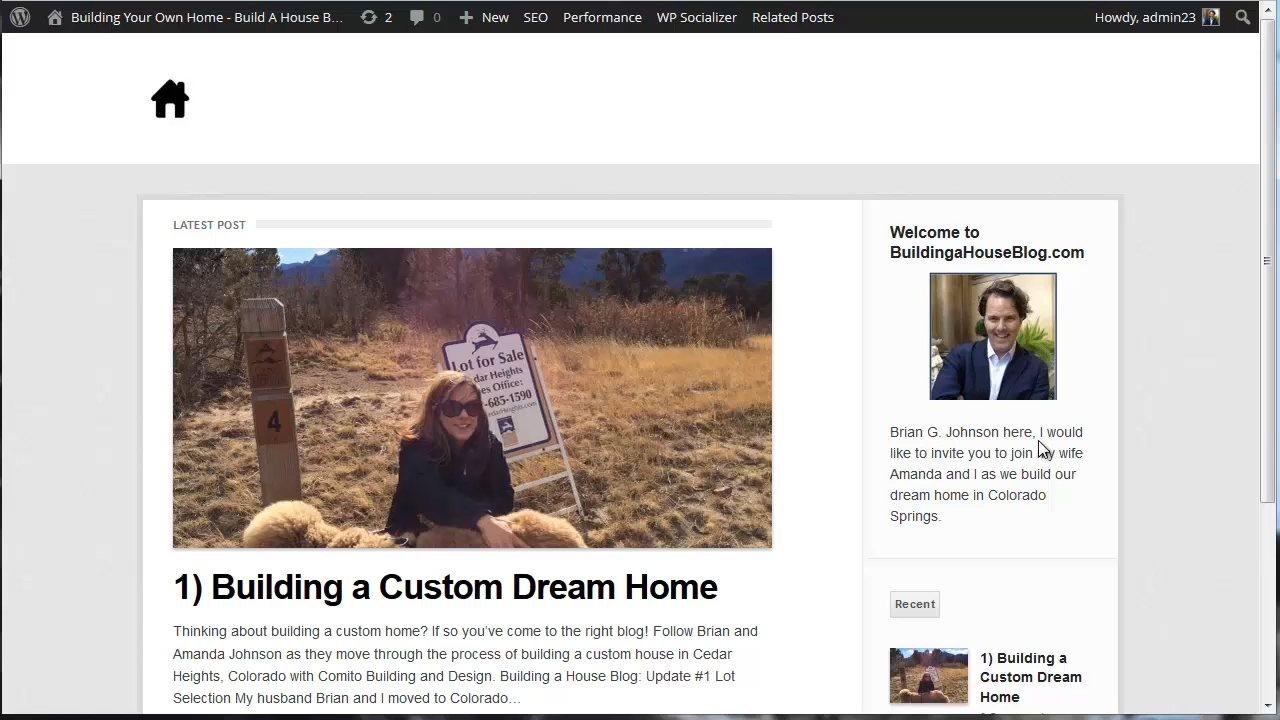 Building Your Own Home - Build A House B... 2 0 New SEO Performance WP Socializer Related Posts Howdy, admin23
LATEST POST
Lot for Sale
dar Heights
es Office:
-685-1590
darHeights.com
4
1) Building a Custom Dream Home
Thinking about building a custom home? If so you’ve come to the right blog! Follow Brian and
Amanda Johnson as they move through the process of building a custom house in Cedar
Heights, Colorado with Comito Building and Design. Building a House Blog: Update #1 Lot
Selection My husband Brian and I moved to Colorado…
Welcome to
BuildingaHouseBlog.com
Brian G. Johnson here, I would
like to invite you to join my wife
Amanda and I as we build our
dream home in Colorado
Springs.
Recent
1) Building a
Custom Dream
Home